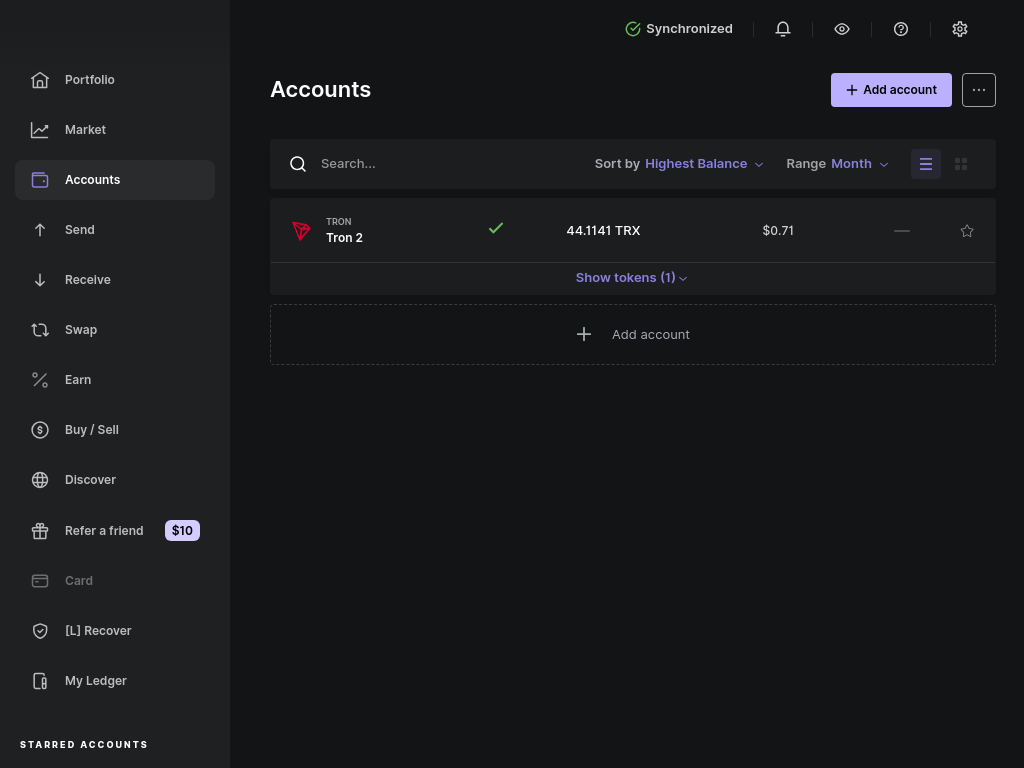 Synchronized
Portfolio
Market
Accounts
Send
Receive
Swap
Earn
Buy / Sell
Discover
Refer a friend $10
Card
[L] Recover
My Ledger
STARRED ACCOUNTS
Accounts
Add account
Search...
Sort by Highest Balance
Range Month
TRON
Tron 2
44.1141 TRX
$0.71
—
Show tokens (1)
Add account